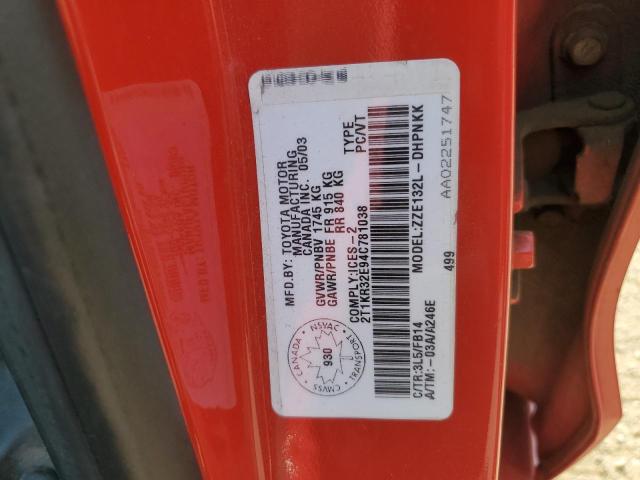 MFD.BY: TOYOTA MOTOR
MANUFACTURING
CANADA INC. 05/03
GVWR/PNBV 1745 KG
GAWR/PNBE FR 915 KG
RR 840 KG
TYPE
PC/VT
COMPLY:ICES-2
2T1KR32E94C781038
MODEL:ZZE132L-DHPNKK
499
C/TR:3L5/FB14
A/TM:-03A/A246E
AA02251747
CANADA
NSVAC
TRANSPORT
CMVSS
930